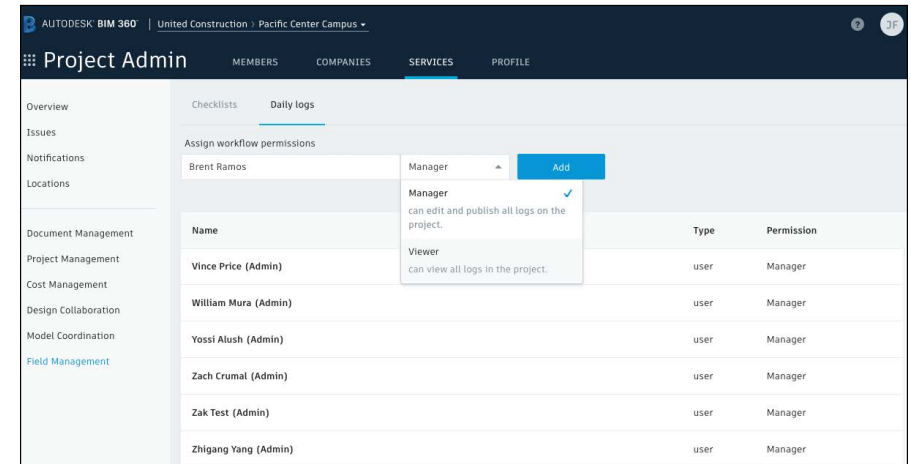 AUTODESK® BIM 360® | United Construction > Pacific Center Campus
? JF
Project Admin MEMBERS COMPANIES SERVICES PROFILE
Overview
Issues
Notifications
Locations
Document Management
Project Management
Cost Management
Design Collaboration
Model Coordination
Field Management
Checklists Daily logs
Assign workflow permissions
Brent Ramos Manager Add
Manager
can edit and publish all logs on the
project.
Viewer
can view all logs in the project.
Name Type Permission
Vince Price (Admin) user Manager
William Mura (Admin) user Manager
Yossi Alush (Admin) user Manager
Zach Crumal (Admin) user Manager
Zak Test (Admin) user Manager
Zhigang Yang (Admin) user Manager